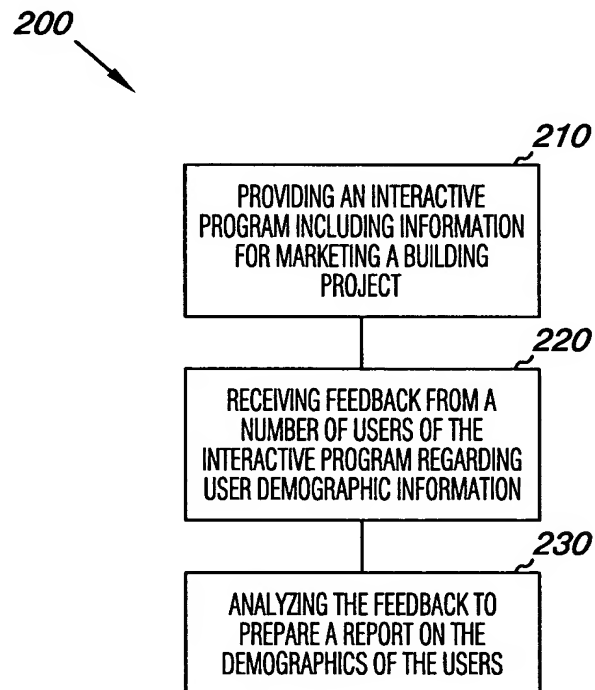 200
210
PROVIDING AN INTERACTIVE
PROGRAM INCLUDING INFORMATION
FOR MARKETING A BUILDING
PROJECT
220
RECEIVING FEEDBACK FROM A
NUMBER OF USERS OF THE
INTERACTIVE PROGRAM REGARDING
USER DEMOGRAPHIC INFORMATION
230
ANALYZING THE FEEDBACK TO
PREPARE A REPORT ON THE
DEMOGRAPHICS OF THE USERS